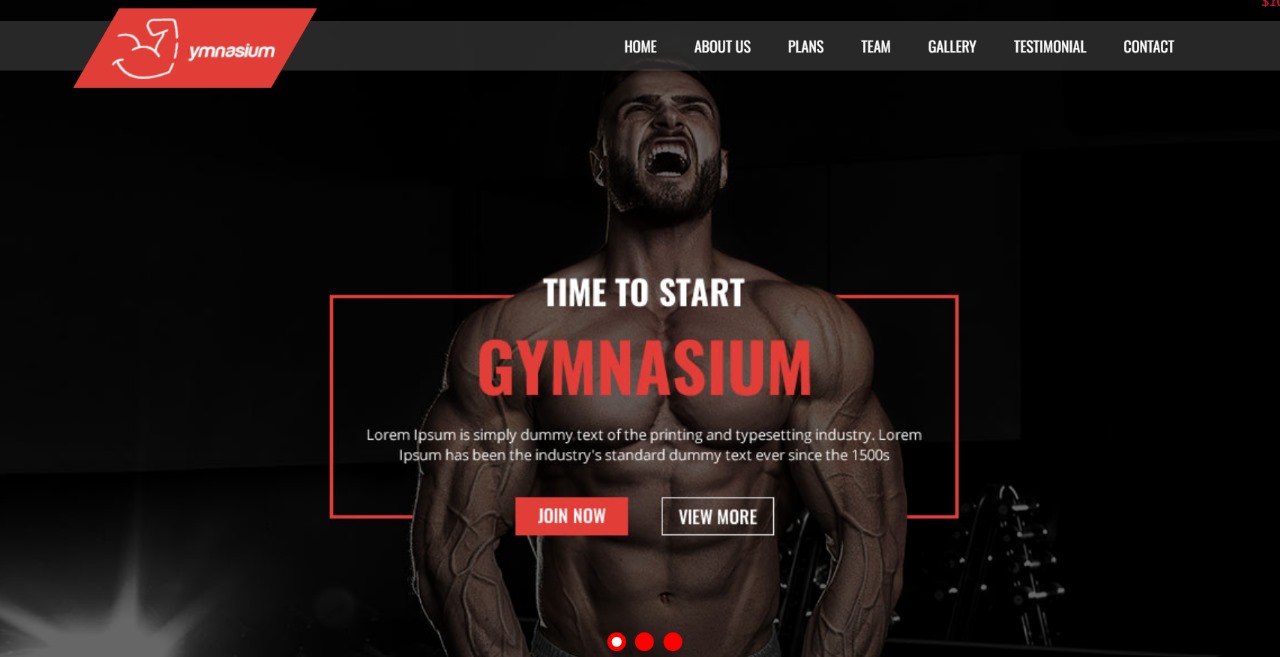 ymnasium
HOME ABOUT US PLANS TEAM GALLERY TESTIMONIAL CONTACT
TIME TO START
GYMNASIUM
Lorem Ipsum is simply dummy text of the printing and typesetting industry. Lorem
Ipsum has been the industry's standard dummy text ever since the 1500s
JOIN NOW VIEW MORE